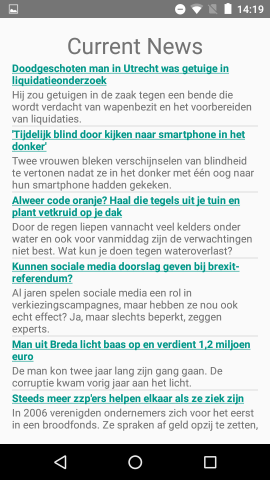 14:19
Current News
Doodgeschoten man in Utrecht was getuige in
liquidatieonderzoek
Hij zou getuigen in de zaak tegen een bende die
wordt verdacht van wapenbezit en het voorbereiden
van liquidaties.
'Tijdelijk blind door kijken naar smartphone in het
donker'
Twee vrouwen bleken verschijnselen van blindheid
te vertonen nadat ze in het donker met één oog naar
hun smartphone hadden gekeken.
Alweer code oranje? Haal die tegels uit je tuin en
plant vetkruid op je dak
Door de regen liepen vannacht veel kelders onder
water en ook voor vanmiddag zijn de verwachtingen
niet best. Wat kun je doen tegen wateroverlast?
Kunnen sociale media doorslag geven bij brexit-
referendum?
Al jaren spelen sociale media een rol in
verkiezingscampagnes, maar hebben ze nou ook
echt effect? Ja, maar slechts beperkt, zeggen
experts.
Man uit Breda licht baas op en verdient 1,2 miljoen
euro
De man kon twee jaar lang zijn gang gaan. De
corruptie kwam vorig jaar aan het licht.
Steeds meer zzp'ers helpen elkaar als ze ziek zijn
In 2006 verenigden ondernemers zich voor het eerst
in een broodfonds. Ze spraken af geld opzij te zetten,